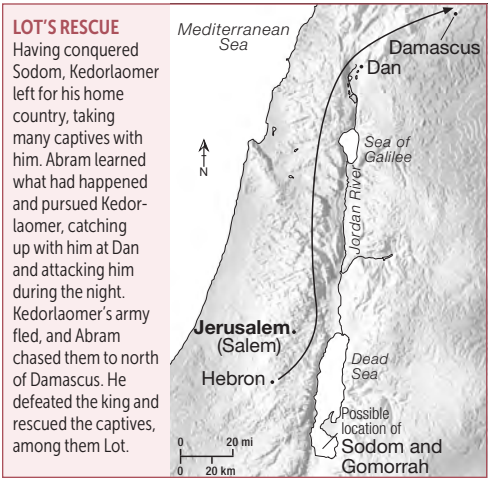 LOT'S RESCUE
Having conquered
Sodom, Kedorlaomer
left for his home
country, taking
many captives with
him. Abram learned
what had happened
and pursued Kedor-
laomer, catching
up with him at Dan
and attacking him
during the night.
Kedorlaomer's army
fled, and Abram
chased them to north
of Damascus. He
defeated the king and
rescued the captives,
among them Lot.
Mediterranean
Sea
Damascus
Dan
N
Sea of
Galilee
Jordan River
Jerusalem
(Salem)
Hebron
Dead
Sea
Possible
location of
Sodom and
Gomorrah
0 20 mi
0 20 km